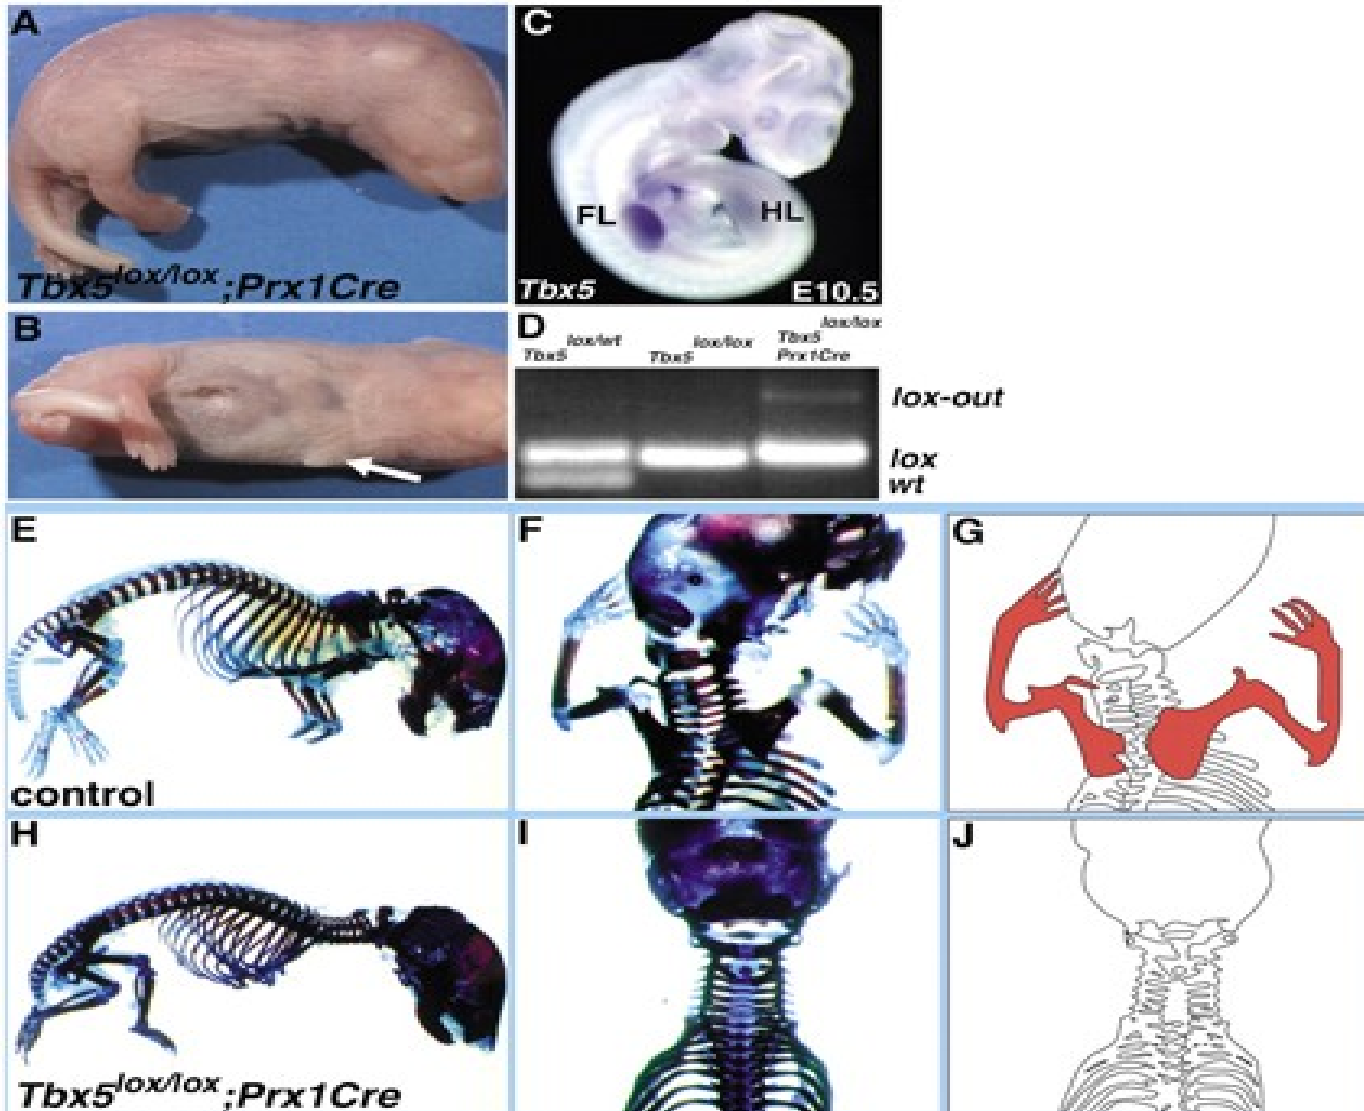 A
Tbx5lox/lox;Prx1Cre
B
C
FL
HL
Tbx5
E10.5
D
Tbx5lox/wt
Tbx5lox/lox
Tbx5lox/lox
Prx1Cre
lox-out
lox
wt
E
control
F
G
H
Tbx5lox/lox;Prx1Cre
I
J